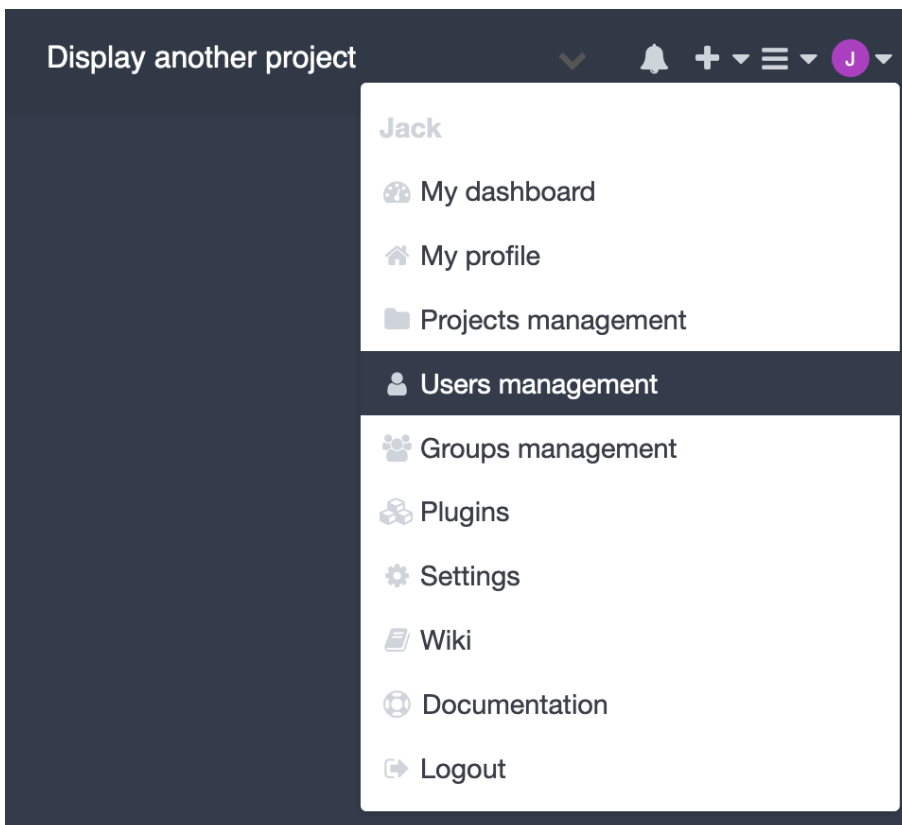 Display another project
J
Jack
My dashboard
My profile
Projects management
Users management
Groups management
Plugins
Settings
Wiki
Documentation
Logout